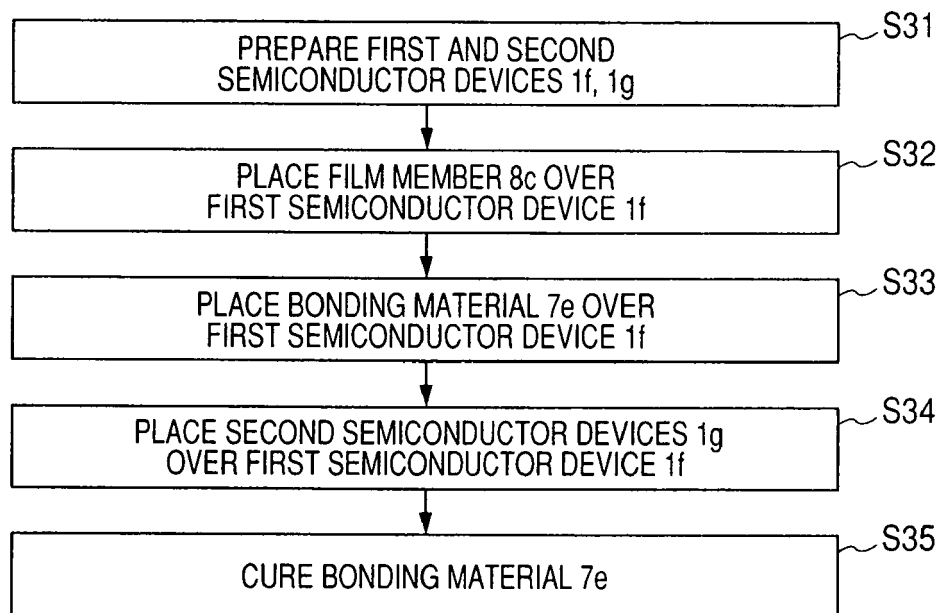 S31
PREPARE FIRST AND SECOND
SEMICONDUCTOR DEVICES 1f, 1g
S32
PLACE FILM MEMBER 8c OVER
FIRST SEMICONDUCTOR DEVICE 1f
S33
PLACE BONDING MATERIAL 7e OVER
FIRST SEMICONDUCTOR DEVICE 1f
S34
PLACE SECOND SEMICONDUCTOR DEVICES 1g
OVER FIRST SEMICONDUCTOR DEVICE 1f
S35
CURE BONDING MATERIAL 7e